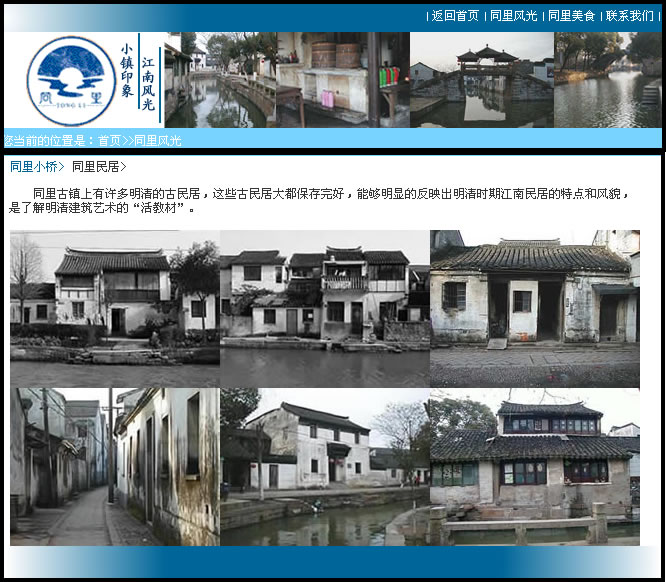 | 返回首页 | 同里风光 | 同里美食 | 联系我们 |
小镇印象
江南风光
同里
TONG LI
您当前的位置是：首页>>同里风光
同里小桥> 同里民居>
同里古镇上有许多明清的古民居，这些古民居大都保存完好，能够明显的反映出明清时期江南民居的特点和风貌，
是了解明清建筑艺术的“活教材”。